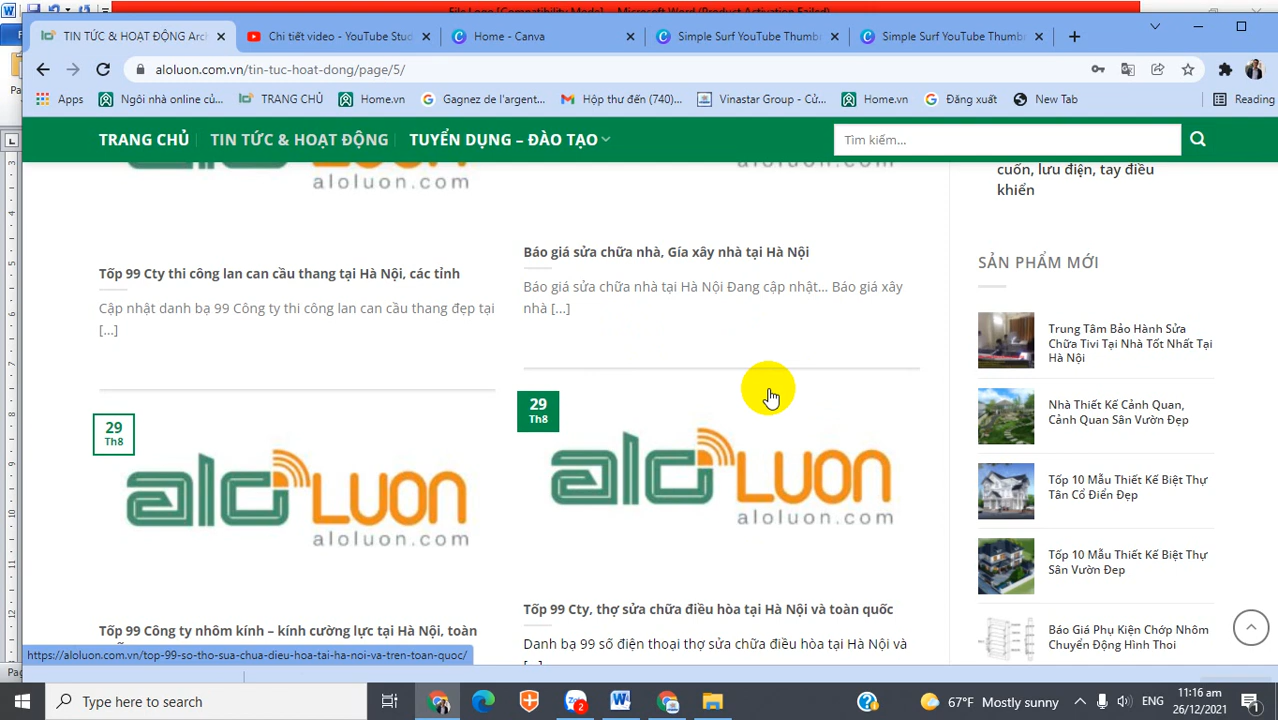 File Logo [Compatibility Mode] - Microsoft Word (Product Activation Failed)
TIN TỨC & HOẠT ĐỘNG Arc
Chi tiết video - YouTube Stud
Home - Canva
Simple Surf YouTube Thumb
Simple Surf YouTube Thumb
aloluon.com.vn/tin-tuc-hoat-dong/page/5/
Apps
Ngôi nhà online củ...
TRANG CHỦ
Home.vn
Gagnez de l'argent...
Hộp thư đến (740)...
Vinastar Group - Cử...
Home.vn
Đăng xuất
New Tab
Reading
TRANG CHỦ
TIN TỨC & HOẠT ĐỘNG
TUYỂN DỤNG – ĐÀO TẠO
Tìm kiếm...
aloluon.com
aloluon.com
cuốn, lưu điện, tay điều
khiển
Tốp 99 Cty thi công lan can cầu thang tại Hà Nội, các tỉnh
Cập nhật danh bạ 99 Công ty thi công lan can cầu thang đẹp tại
[...]
Báo giá sửa chữa nhà, Gía xây nhà tại Hà Nội
Báo giá sửa chữa nhà tại Hà Nội Đang cập nhật... Báo giá xây
nhà [...]
SẢN PHẨM MỚI
Trung Tâm Bảo Hành Sửa
Chữa Tivi Tại Nhà Tốt Nhất Tại
Hà Nội
Nhà Thiết Kế Cảnh Quan,
Cảnh Quan Sân Vườn Đẹp
Tốp 10 Mẫu Thiết Kế Biệt Thự
Tân Cổ Điển Đẹp
Tốp 10 Mẫu Thiết Kế Biệt Thự
Sân Vườn Đep
Báo Giá Phụ Kiện Chớp Nhôm
Chuyển Động Hình Thoi
29
Th8
alo LUON
aloluon.com
29
Th8
alo LUON
aloluon.com
Tốp 99 Công ty nhôm kính – kính cường lực tại Hà Nội, toàn
Tốp 99 Cty, thợ sửa chữa điều hòa tại Hà Nội và toàn quốc
Danh bạ 99 số điện thoại thợ sửa chữa điều hòa tại Hà Nội và
[...]
https://aloluon.com.vn/top-99-so-tho-sua-chua-dieu-hoa-tai-ha-noi-va-tren-toan-quoc/
Type here to search
2
67°F Mostly sunny
ENG
11:16 am
26/12/2021
1